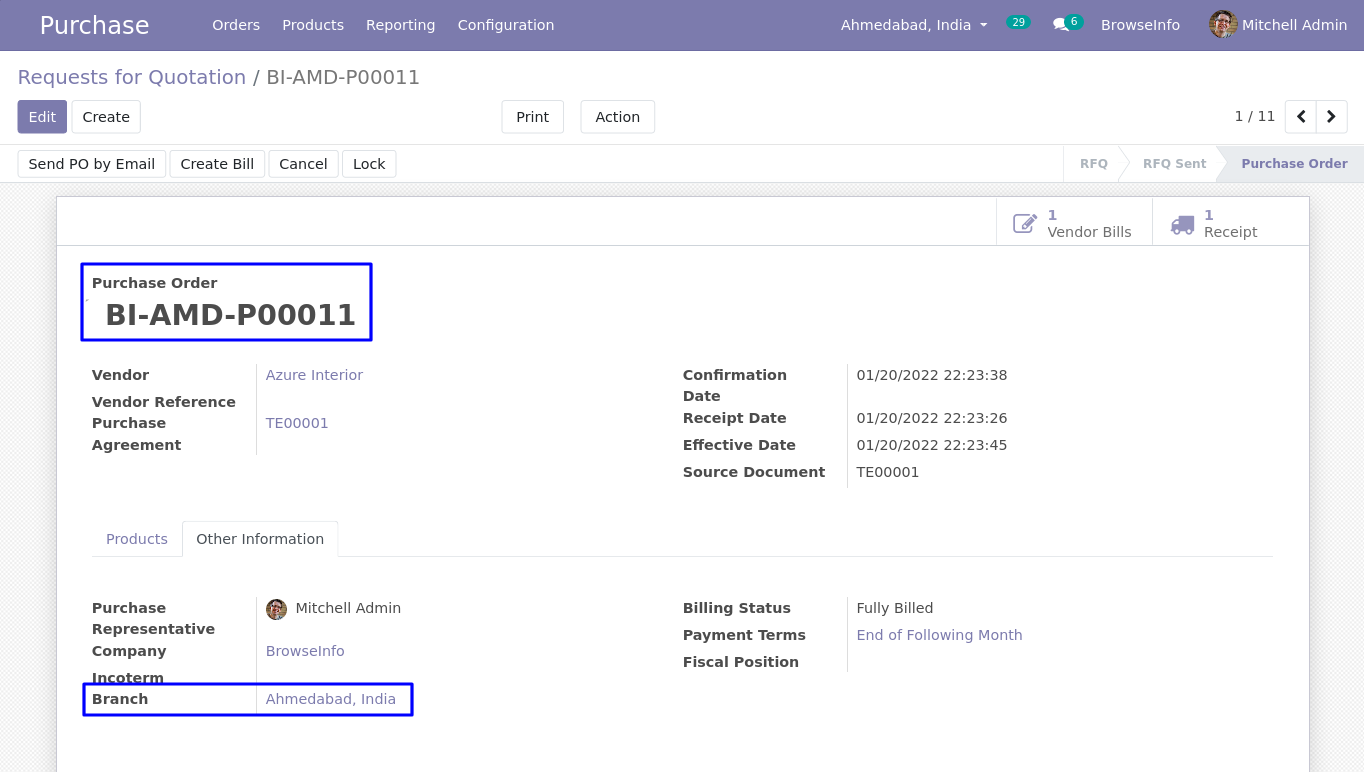 Purchase Orders Products Reporting Configuration Ahmedabad, India 29 6 BrowseInfo Mitchell Admin
Requests for Quotation / BI-AMD-P00011
Edit Create Print Action 1 / 11
Send PO by Email Create Bill Cancel Lock RFQ RFQ Sent Purchase Order
1
Vendor Bills
1
Receipt
Purchase Order
BI-AMD-P00011
Vendor Azure Interior
Vendor Reference
Purchase TE00001
Agreement
Confirmation 01/20/2022 22:23:38
Date
Receipt Date 01/20/2022 22:23:26
Effective Date 01/20/2022 22:23:45
Source Document TE00001
Products Other Information
Purchase Mitchell Admin
Representative
Company BrowseInfo
Incoterm
Branch Ahmedabad, India
Billing Status Fully Billed
Payment Terms End of Following Month
Fiscal Position